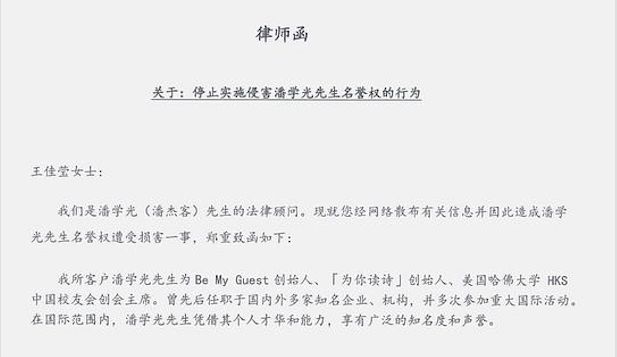 律师函
关于：停止实施侵害潘学光先生名誉权的行为
王佳莹女士：
我们是潘学光（潘杰客）先生的法律顾问。现就您经网络散布有关信息并因此造成潘学
光先生名誉权遭受损害一事，郑重致函如下：
我所客户潘学光先生为 Be My Guest 创始人、「为你读诗」创始人、美国哈佛大学 HKS
中国校友会创会主席。曾先后任职于国内外多家知名企业、机构，并多次参加重大国际活动。
在国际范围内，潘学光先生凭借其个人才华和能力，享有广泛的知名度和声誉。